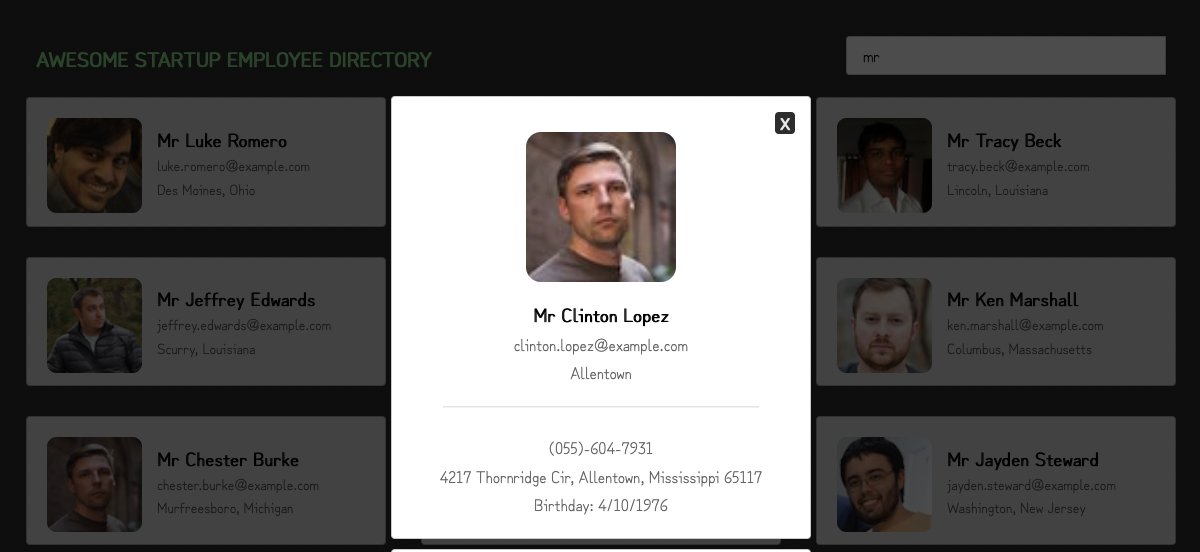 AWESOME STARTUP EMPLOYEE DIRECTORY
mr
Mr Luke Romero
luke.romero@example.com
Des Moines, Ohio
X
Mr Clinton Lopez
clinton.lopez@example.com
Allentown
(055)-604-7931
4217 Thornridge Cir, Allentown, Mississippi 65117
Birthday: 4/10/1976
Mr Tracy Beck
tracy.beck@example.com
Lincoln, Louisiana
Mr Jeffrey Edwards
jeffrey.edwards@example.com
Scurry, Louisiana
Mr Ken Marshall
ken.marshall@example.com
Columbus, Massachusetts
Mr Chester Burke
chester.burke@example.com
Murfreesboro, Michigan
Mr Jayden Steward
jayden.steward@example.com
Washington, New Jersey